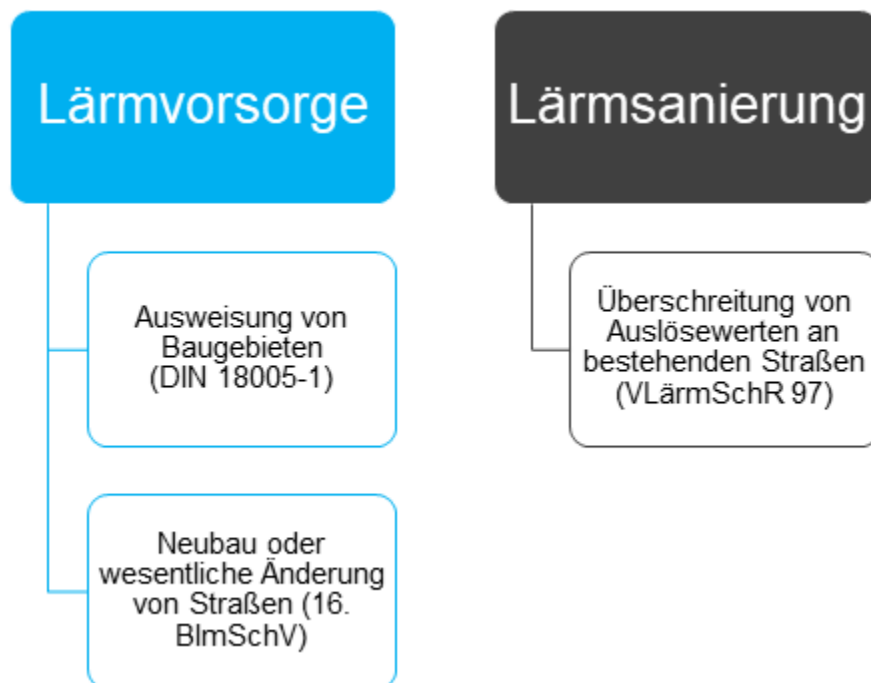 Lärmvorsorge
Ausweisung von
Baugebieten
(DIN 18005-1)
Neubau oder
wesentliche Änderung
von Straßen (16.
BImSchV)
Lärmsanierung
Überschreitung von
Auslösewerten an
bestehenden Straßen
(VLärmSchR 97)